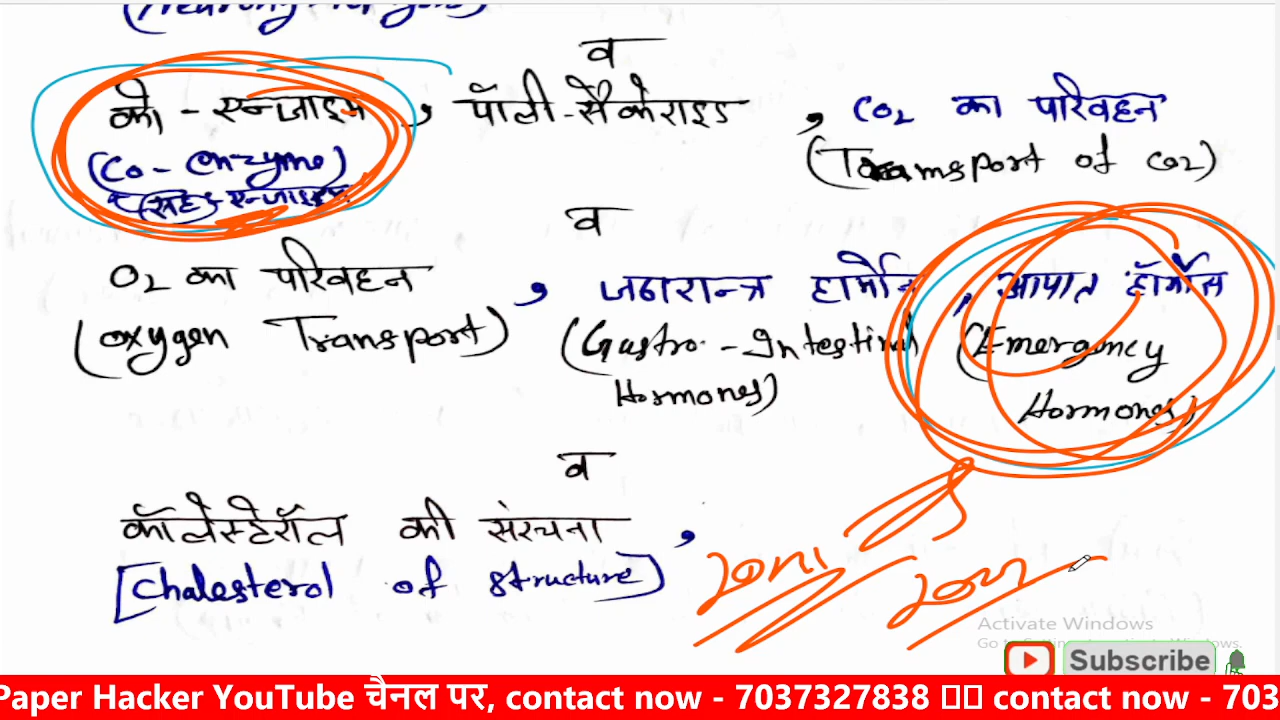 व
को - एन्जाइम , पॉली-सैकेराइड , CO2 का परिवहन
(Co-enzyme) (Transport of CO2)
व
O2 का परिवहन , जठरान्त्र हार्मोन , आपात हॉर्मोंस
(Oxygen Transport) (Gastro - Intestinal (Emergency
Hormones) Hormones)
व
कॉलेस्टेरॉल की संरचना ,
[Chalesterol of structure]
Activate Windows
Subscribe
Paper Hacker YouTube चैनल पर, contact now - 7037327838 contact now - 703